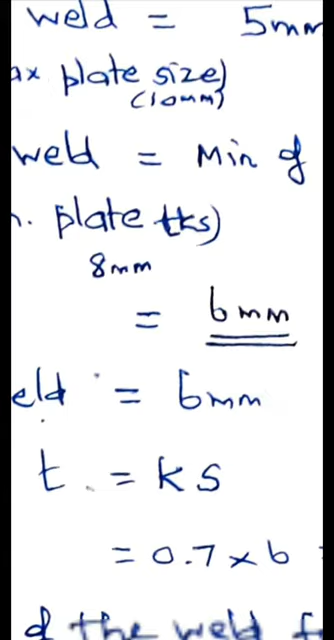 weld = 5mm
ax plate size)
(10mm)
weld = Min of
n. plate tks)
8mm
= 6mm
eld = 6mm
t = ks
= 0.7 x 6
d the weld f